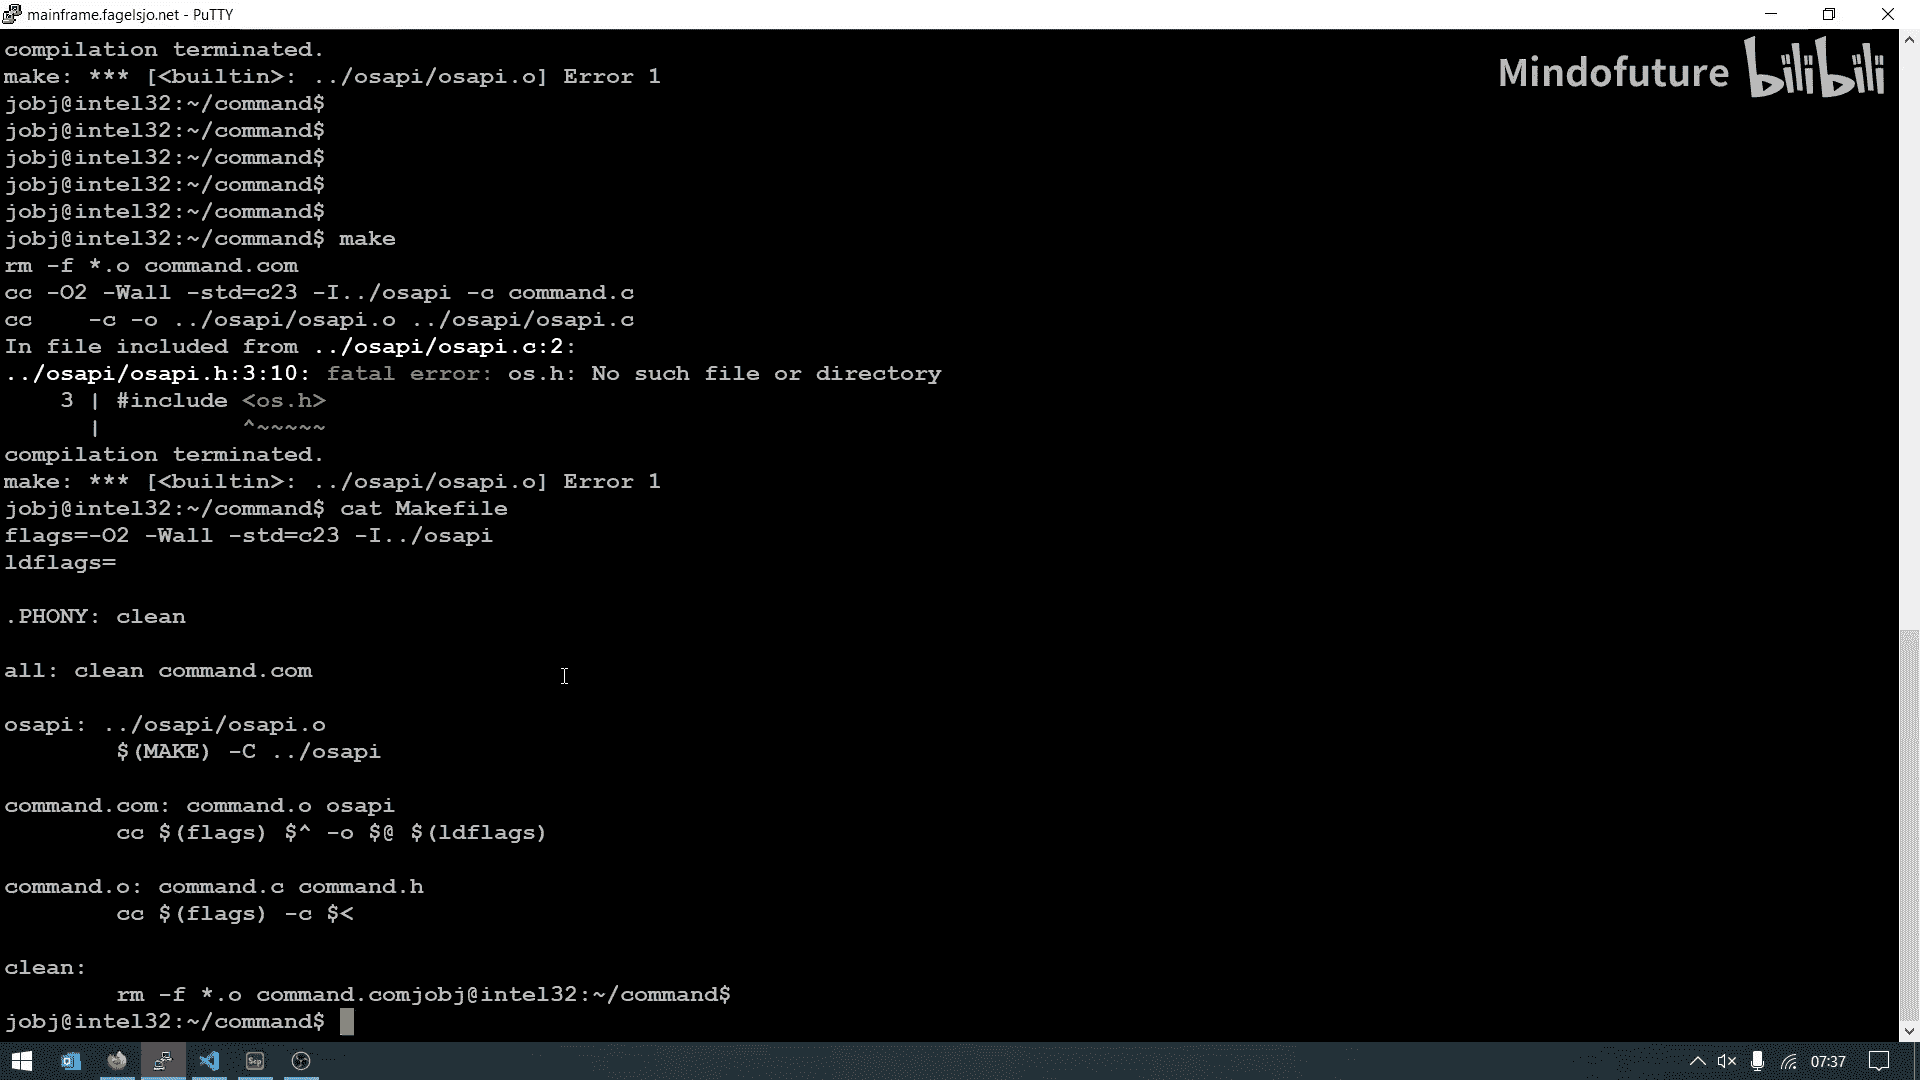 mainframe.fagelsjo.net - PuTTY
compilation terminated.
make: *** [<builtin>: ../osapi/osapi.o] Error 1
jobj@intel32:~/command$
jobj@intel32:~/command$
jobj@intel32:~/command$
jobj@intel32:~/command$
jobj@intel32:~/command$
jobj@intel32:~/command$ make
rm -f *.o command.com
cc -O2 -Wall -std=c23 -I../osapi -c command.c
cc    -c -o ../osapi/osapi.o ../osapi/osapi.c
In file included from ../osapi/osapi.c:2:
../osapi/osapi.h:3:10: fatal error: os.h: No such file or directory
    3 | #include <os.h>
      |          ^~~~~~
compilation terminated.
make: *** [<builtin>: ../osapi/osapi.o] Error 1
jobj@intel32:~/command$ cat Makefile
flags=-O2 -Wall -std=c23 -I../osapi
ldflags=
.PHONY: clean
all: clean command.com
osapi: ../osapi/osapi.o
        $(MAKE) -C ../osapi
command.com: command.o osapi
        cc $(flags) $^ -o $@ $(ldflags)
command.o: command.c command.h
        cc $(flags) -c $<
clean:
        rm -f *.o command.comjobj@intel32:~/command$
jobj@intel32:~/command$
Mindofuture bilibili
07:37